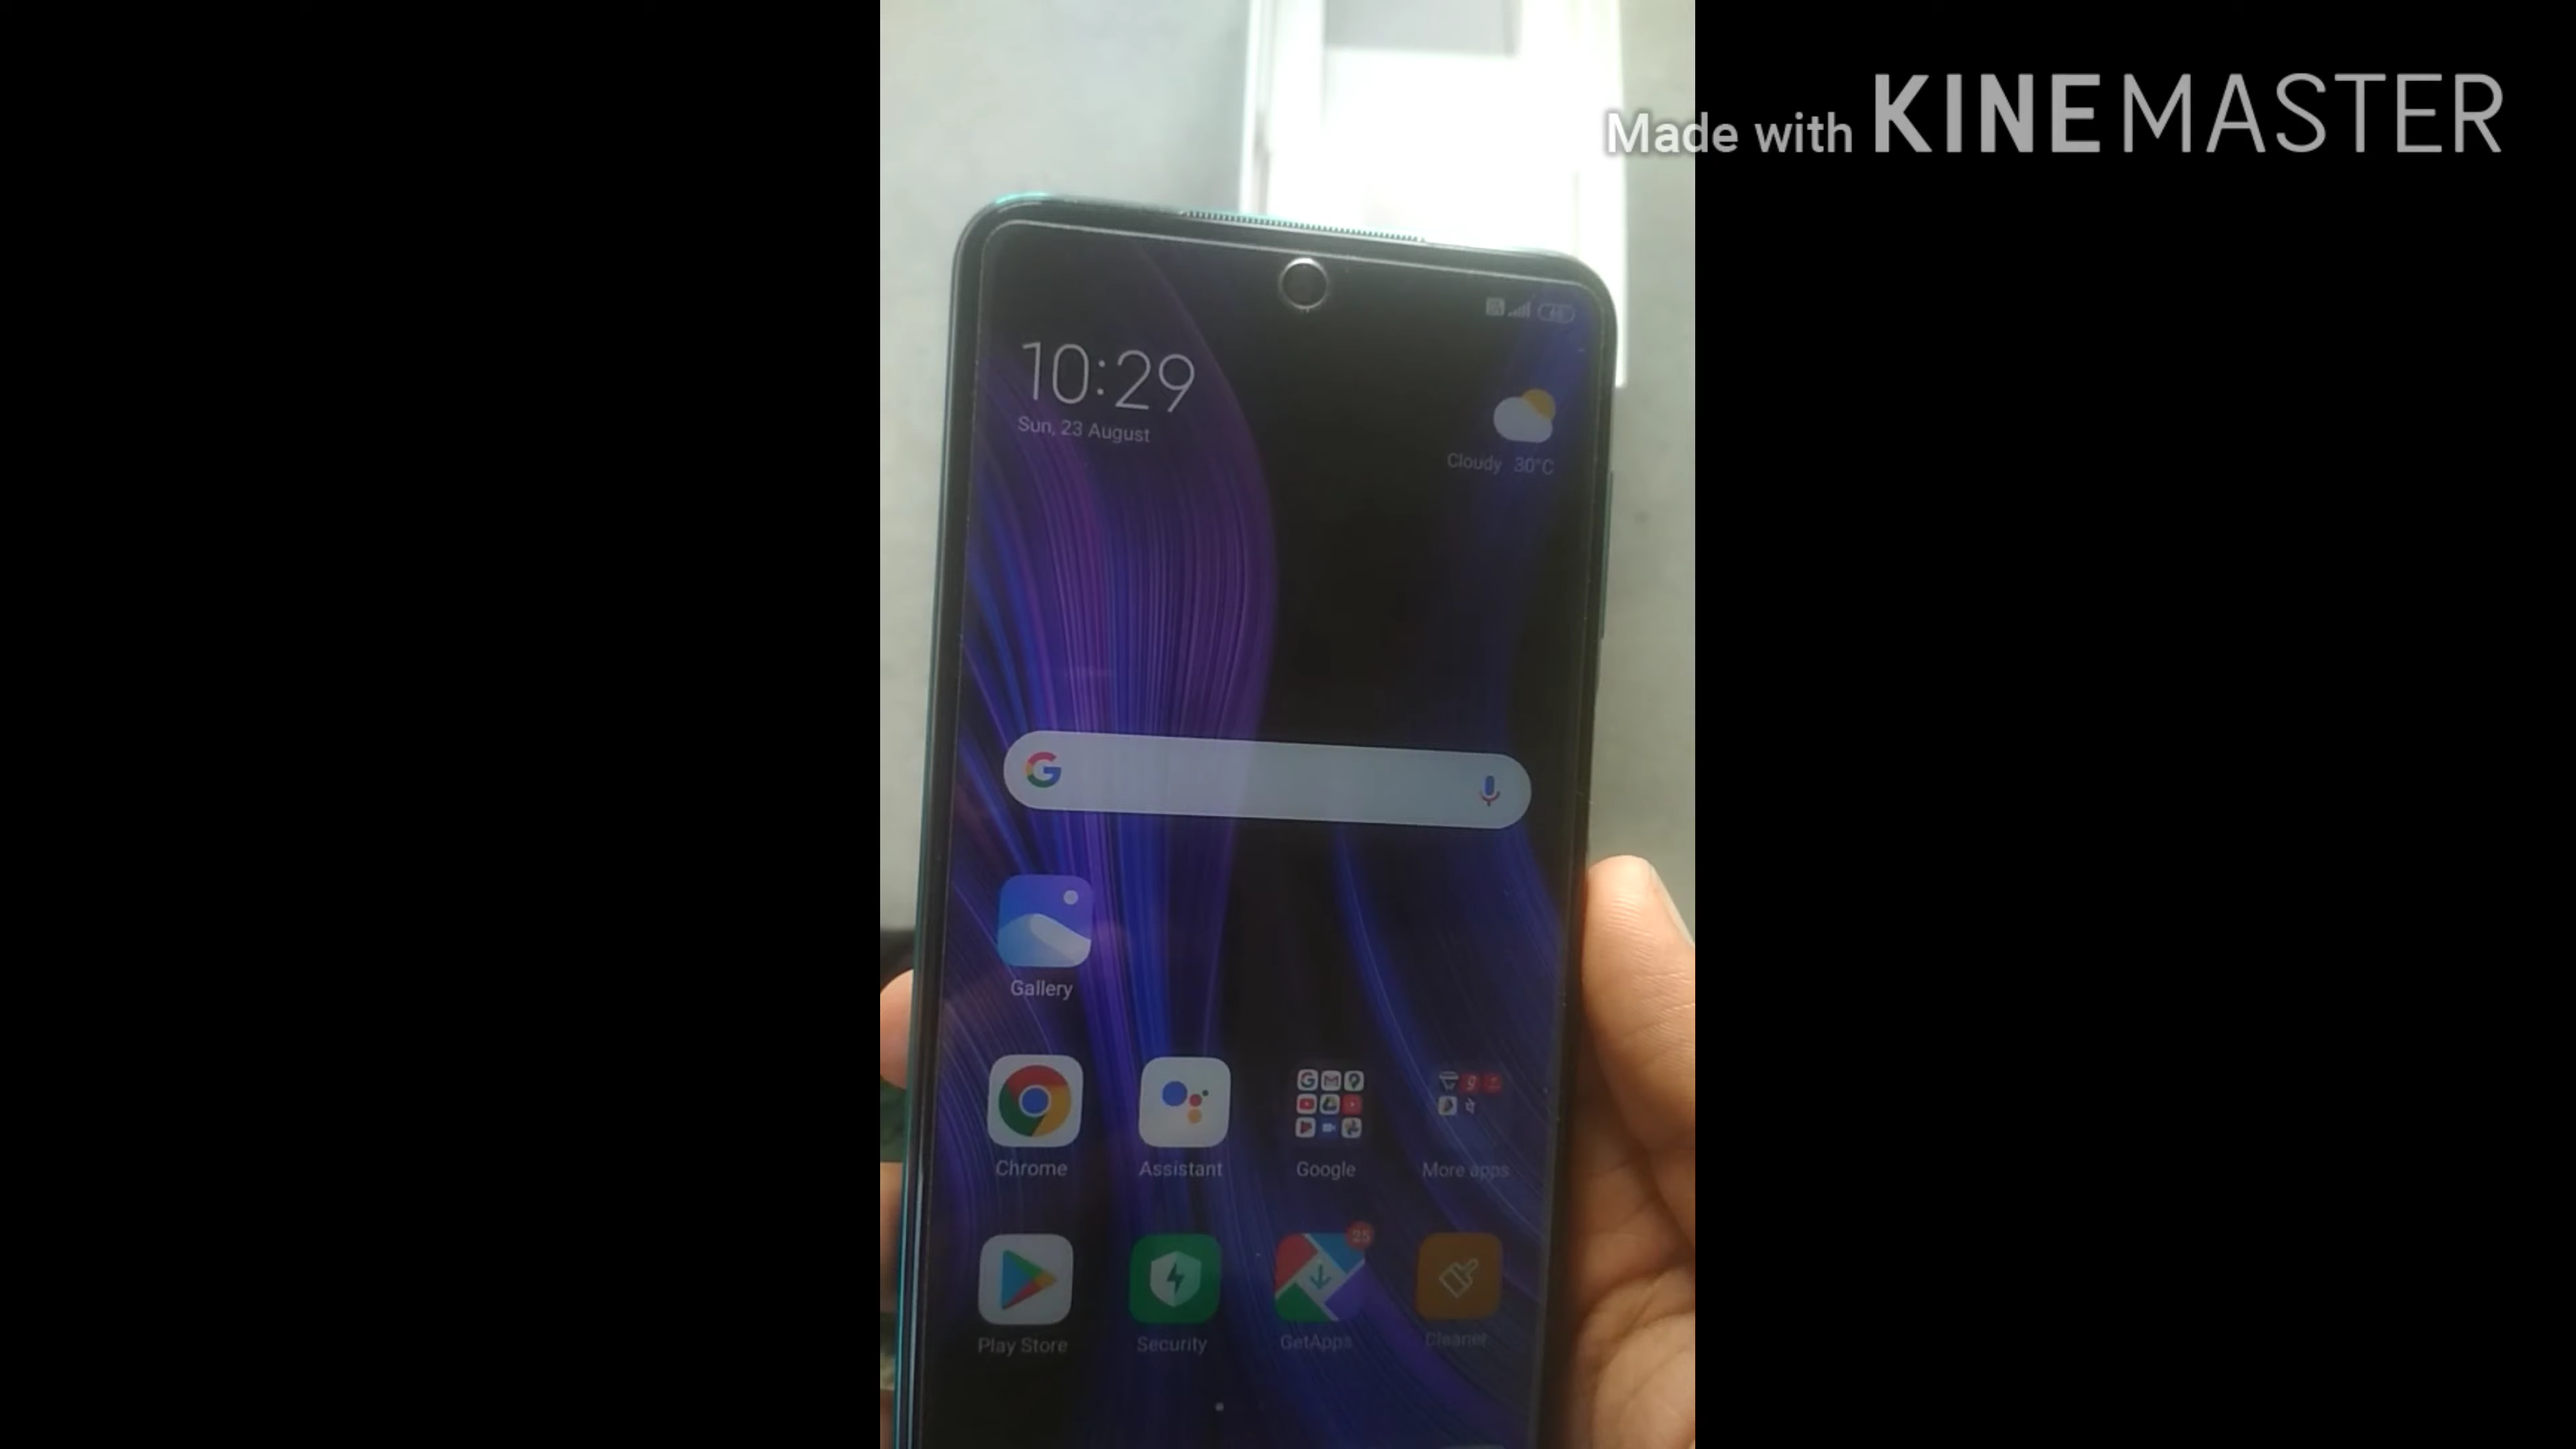 Made with KINEMASTER
10:29
Sun, 23 August
Cloudy 30°C
G
Gallery
Chrome
Assistant
Google
More apps
25
Play Store
Security
GetApps
Cleaner